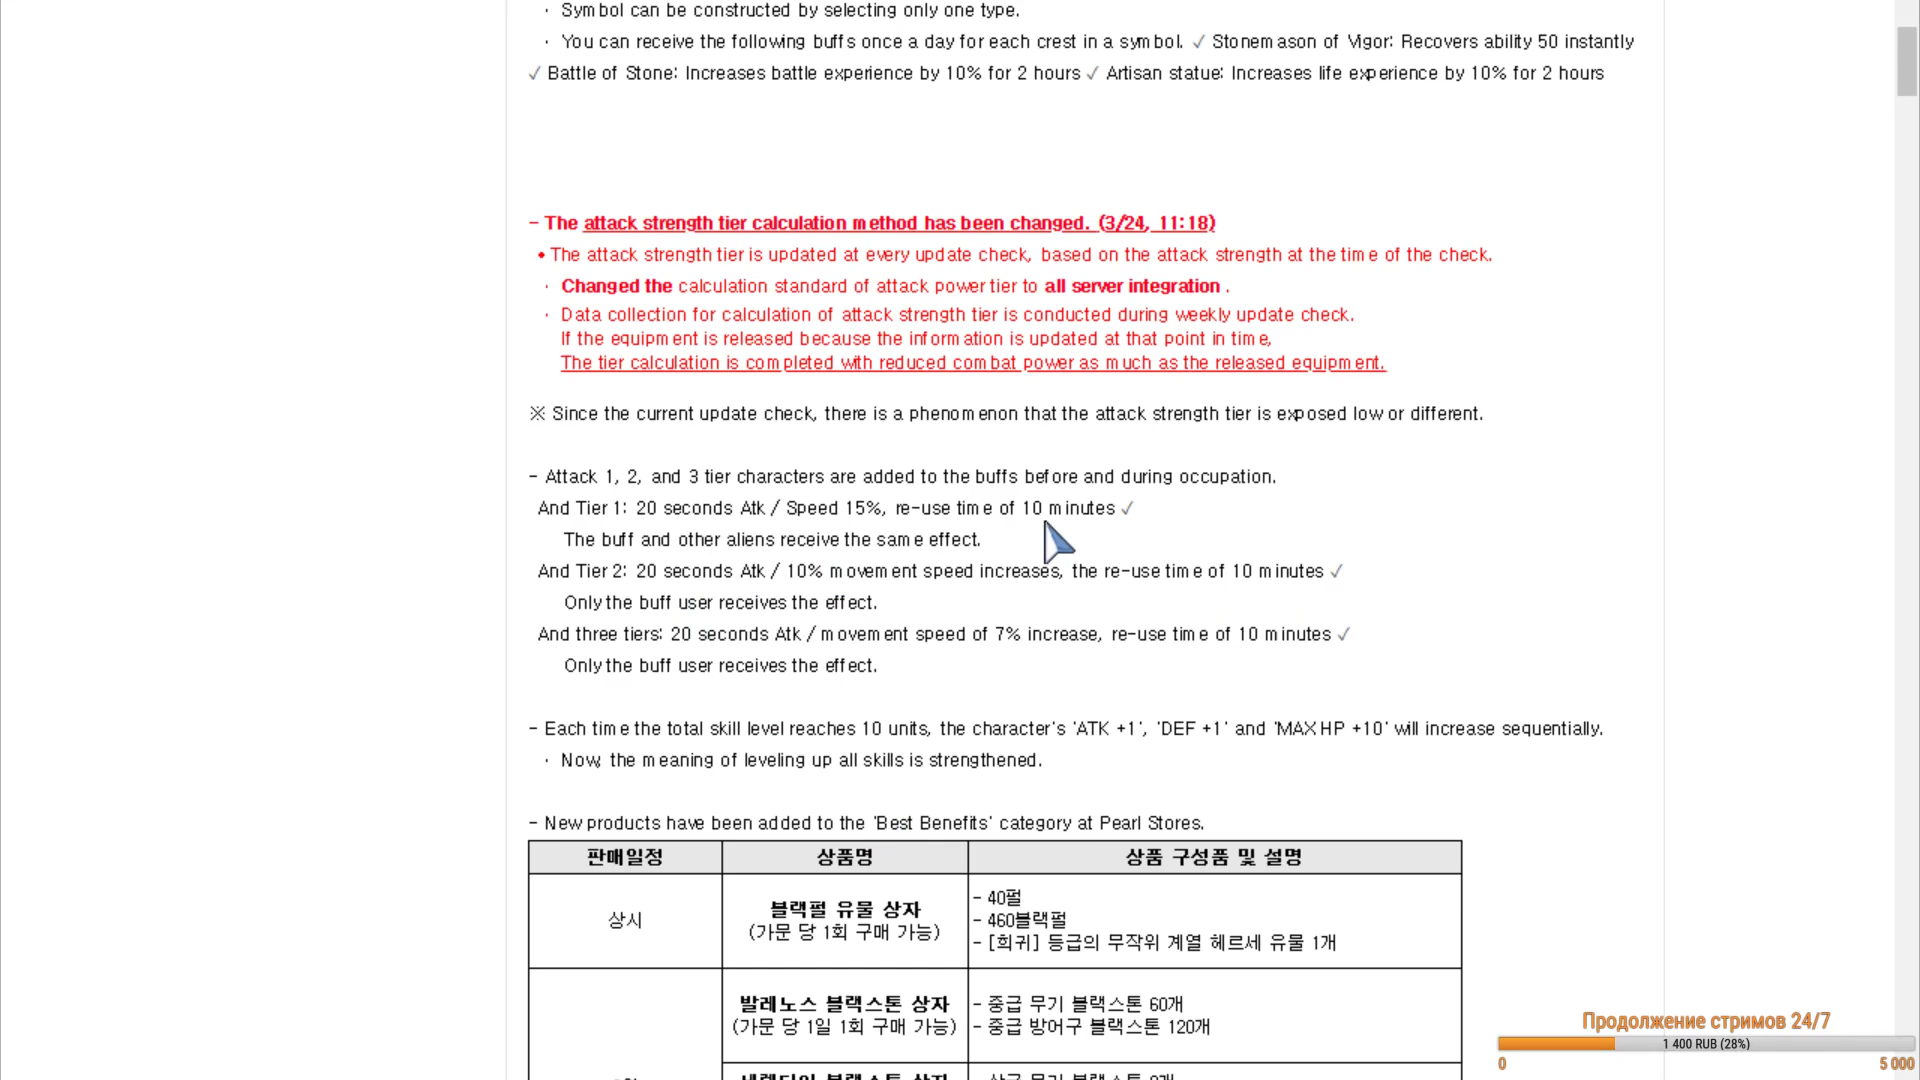 · Symbol can be constructed by selecting only one type.
· You can receive the following buffs once a day for each crest in a symbol. ✓ Stonemason of Vigor: Recovers ability 50 instantly
✓ Battle of Stone: Increases battle experience by 10% for 2 hours ✓ Artisan statue: Increases life experience by 10% for 2 hours
- The attack strength tier calculation method has been changed. (3/24, 11:18)
• The attack strength tier is updated at every update check, based on the attack strength at the time of the check.
· Changed the calculation standard of attack power tier to all server integration .
· Data collection for calculation of attack strength tier is conducted during weekly update check.
If the equipment is released because the information is updated at that point in time,
The tier calculation is completed with reduced combat power as much as the released equipment.
※ Since the current update check, there is a phenomenon that the attack strength tier is exposed low or different.
- Attack 1, 2, and 3 tier characters are added to the buffs before and during occupation.
And Tier 1: 20 seconds Atk / Speed 15%, re-use time of 10 minutes ✓
The buff and other aliens receive the same effect.
And Tier 2: 20 seconds Atk / 10% movement speed increases, the re-use time of 10 minutes ✓
Only the buff user receives the effect.
And three tiers: 20 seconds Atk / movement speed of 7% increase, re-use time of 10 minutes ✓
Only the buff user receives the effect.
- Each time the total skill level reaches 10 units, the character's 'ATK +1', 'DEF +1' and 'MAX HP +10' will increase sequentially.
· Now, the meaning of leveling up all skills is strengthened.
- New products have been added to the 'Best Benefits' category at Pearl Stores.
판매일정 상품명 상품 구성품 및 설명
상시
블랙펄 유물 상자
(가문 당 1회 구매 가능)
- 40펄
- 460블랙펄
- [희귀] 등급의 무작위 계열 헤르세 유물 1개
발레노스 블랙스톤 상자
(가문 당 1일 1회 구매 가능)
- 중급 무기 블랙스톤 60개
- 중급 방어구 블랙스톤 120개
Продолжение стримов 24/7
1 400 RUB (28%)
0 5 000